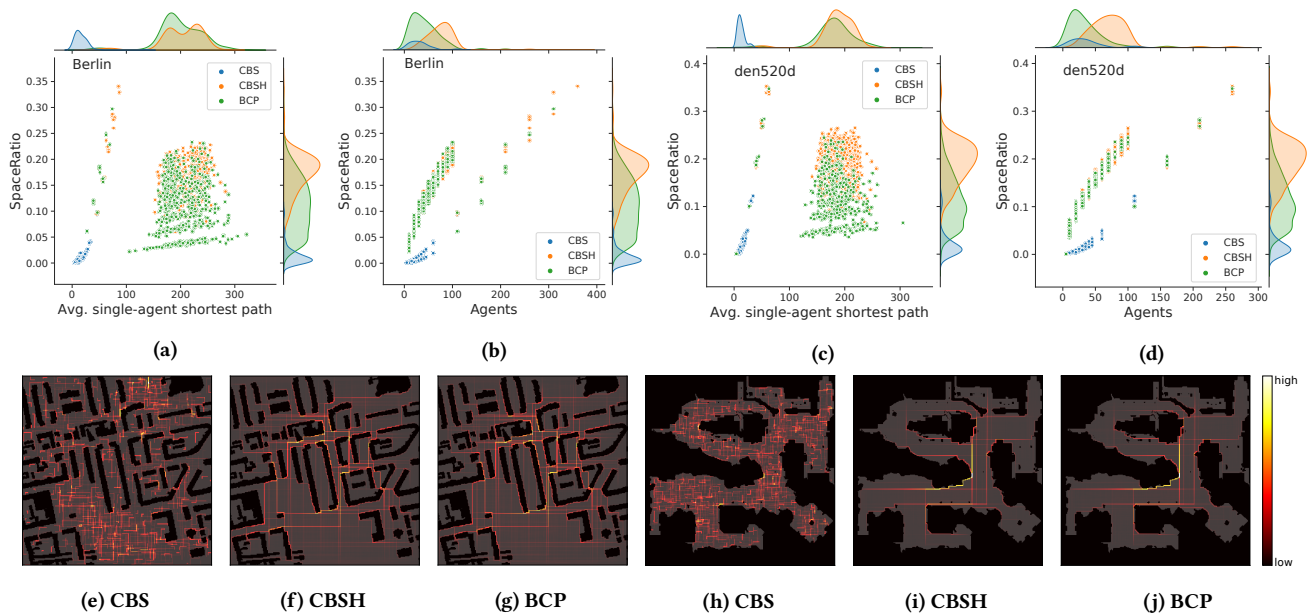 Berlin
CBS
CBSH
BCP
SpaceRatio
0.35
0.30
0.25
0.20
0.15
0.10
0.05
0.00
0 100 200 300
Avg. single-agent shortest path
(a)
Berlin
CBS
CBSH
BCP
SpaceRatio
0.35
0.30
0.25
0.20
0.15
0.10
0.05
0.00
0 100 200 300 400
Agents
(b)
den520d
CBS
CBSH
BCP
SpaceRatio
0.4
0.3
0.2
0.1
0.0
0 100 200 300
Avg. single-agent shortest path
(c)
den520d
CBS
CBSH
BCP
SpaceRatio
0.4
0.3
0.2
0.1
0.0
0 50 100 150 200 250 300
Agents
(d)
high
low
(e) CBS
(f) CBSH
(g) BCP
(h) CBS
(i) CBSH
(j) BCP